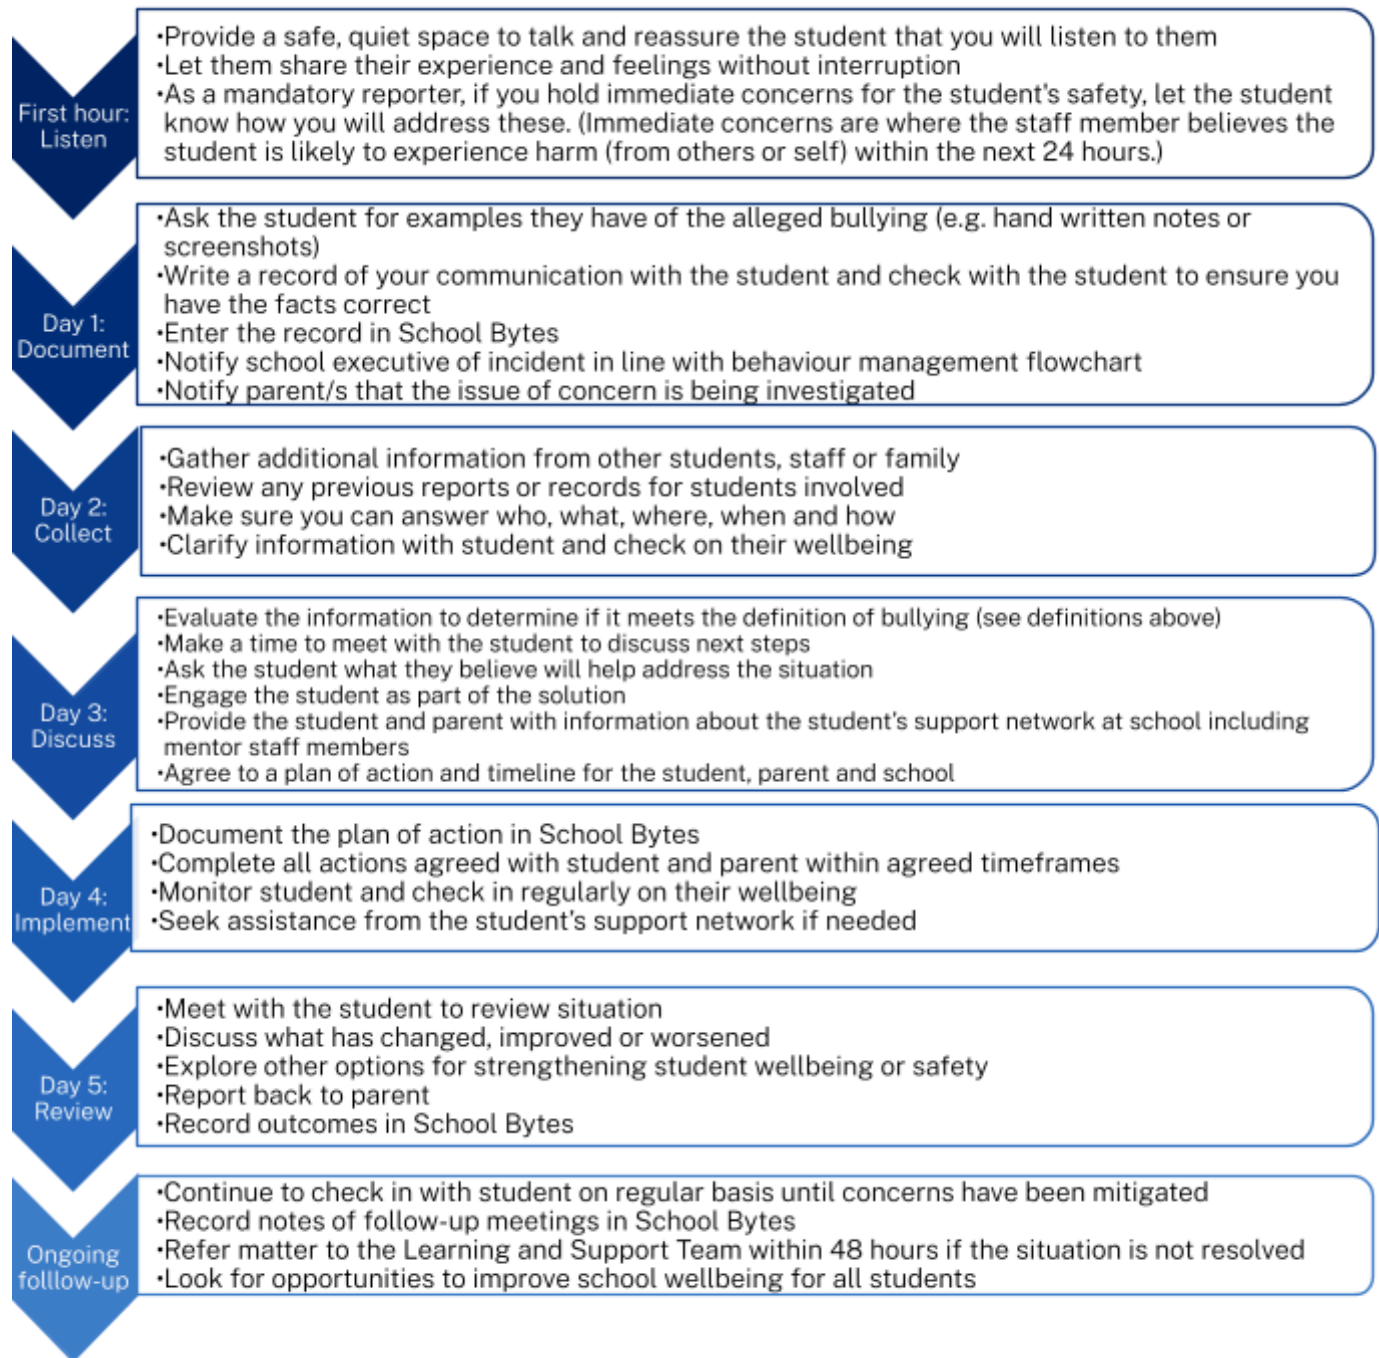 First hour:
Listen
•Provide a safe, quiet space to talk and reassure the student that you will listen to them
•Let them share their experience and feelings without interruption
•As a mandatory reporter, if you hold immediate concerns for the student's safety, let the student
know how you will address these. (Immediate concerns are where the staff member believes the
student is likely to experience harm (from others or self) within the next 24 hours.)
Day 1:
Document
•Ask the student for examples they have of the alleged bullying (e.g. hand written notes or
screenshots)
•Write a record of your communication with the student and check with the student to ensure you
have the facts correct
•Enter the record in School Bytes
•Notify school executive of incident in line with behaviour management flowchart
•Notify parent/s that the issue of concern is being investigated
Day 2:
Collect
•Gather additional information from other students, staff or family
•Review any previous reports or records for students involved
•Make sure you can answer who, what, where, when and how
•Clarify information with student and check on their wellbeing
Day 3:
Discuss
•Evaluate the information to determine if it meets the definition of bullying (see definitions above)
•Make a time to meet with the student to discuss next steps
•Ask the student what they believe will help address the situation
•Engage the student as part of the solution
•Provide the student and parent with information about the student's support network at school including
mentor staff members
•Agree to a plan of action and timeline for the student, parent and school
Day 4:
Implement
•Document the plan of action in School Bytes
•Complete all actions agreed with student and parent within agreed timeframes
•Monitor student and check in regularly on their wellbeing
•Seek assistance from the student's support network if needed
Day 5:
Review
•Meet with the student to review situation
•Discuss what has changed, improved or worsened
•Explore other options for strengthening student wellbeing or safety
•Report back to parent
•Record outcomes in School Bytes
Ongoing
folllow-up
•Continue to check in with student on regular basis until concerns have been mitigated
•Record notes of follow-up meetings in School Bytes
•Refer matter to the Learning and Support Team within 48 hours if the situation is not resolved
•Look for opportunities to improve school wellbeing for all students